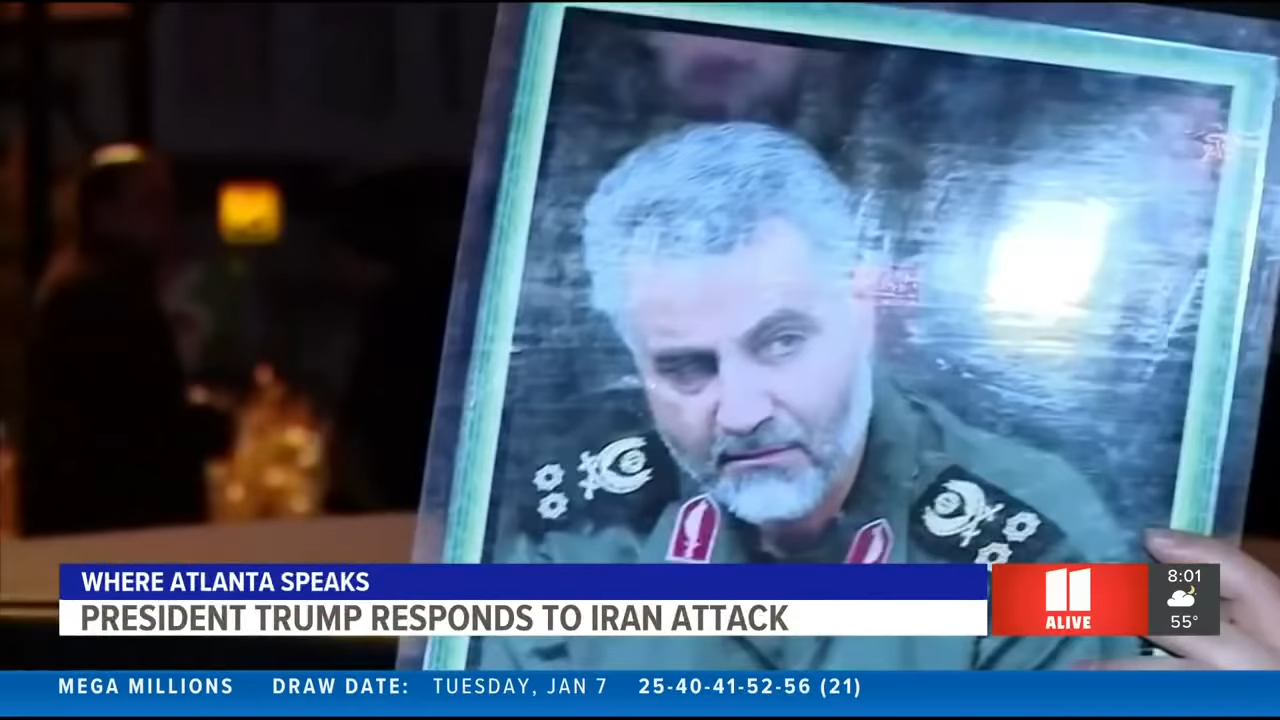 WHERE ATLANTA SPEAKS
PRESIDENT TRUMP RESPONDS TO IRAN ATTACK
11
ALIVE
8:01
55°
MEGA MILLIONS DRAW DATE: TUESDAY, JAN 7 25-40-41-52-56 (21)